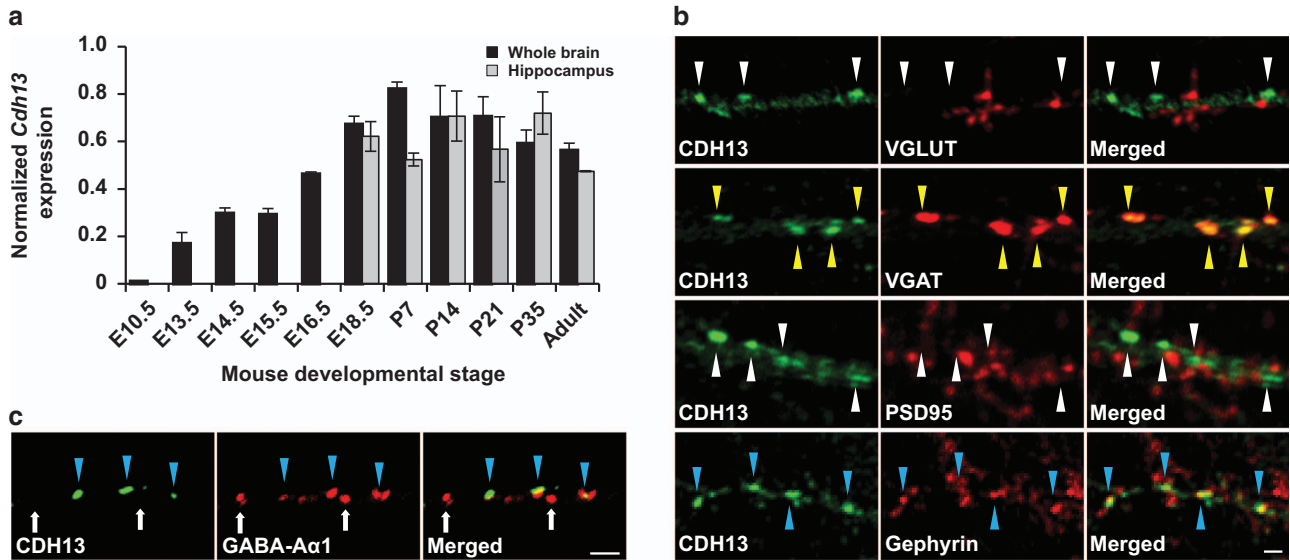 a
Normalized Cdh13 expression
1.0
0.8
0.6
0.4
0.2
0
Whole brain
Hippocampus
E10.5
E13.5
E14.5
E15.5
E16.5
E18.5
P7
P14
P21
P35
Adult
Mouse developmental stage
b
CDH13
VGLUT
Merged
CDH13
VGAT
Merged
CDH13
PSD95
Merged
CDH13
Gephyrin
Merged
c
CDH13
GABA-Aα1
Merged